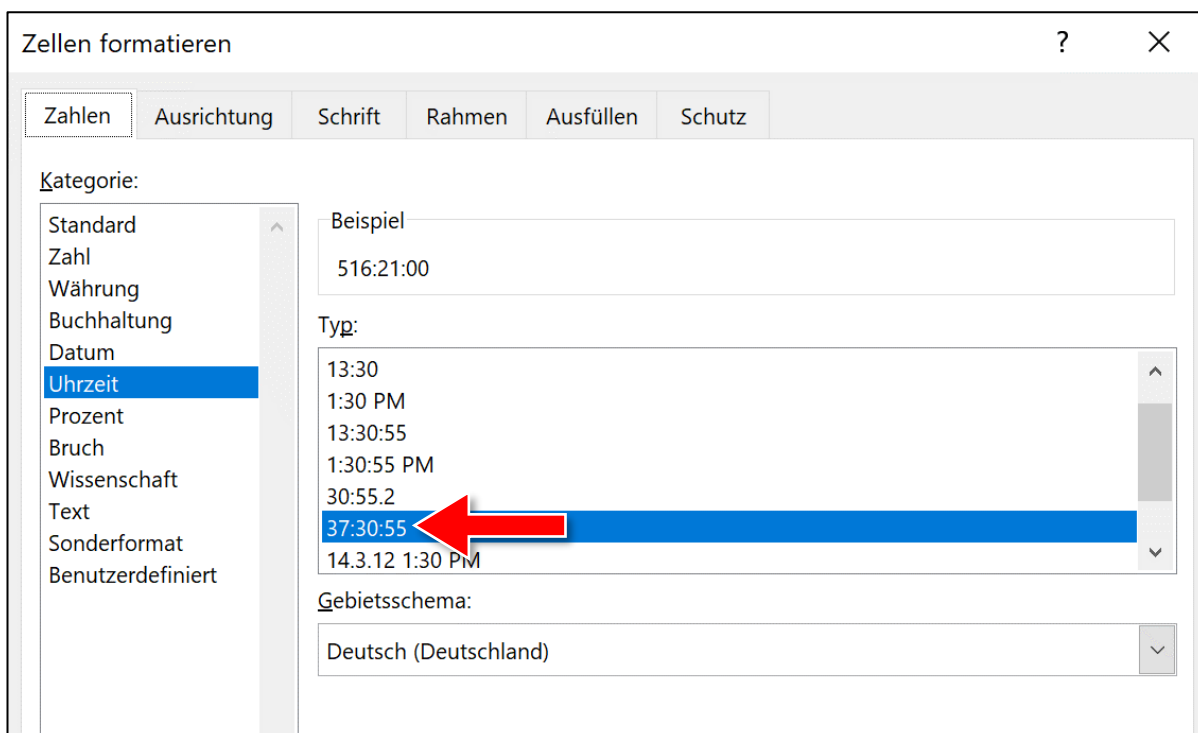 Zellen formatieren ?
Zahlen Ausrichtung Schrift Rahmen Ausfüllen Schutz
Kategorie:
Standard
Zahl
Währung
Buchhaltung
Datum
Uhrzeit
Prozent
Bruch
Wissenschaft
Text
Sonderformat
Benutzerdefiniert
Beispiel
516:21:00
Typ:
13:30
1:30 PM
13:30:55
1:30:55 PM
30:55.2
37:30:55
14.3.12 1:30 PM
Gebietsschema:
Deutsch (Deutschland)